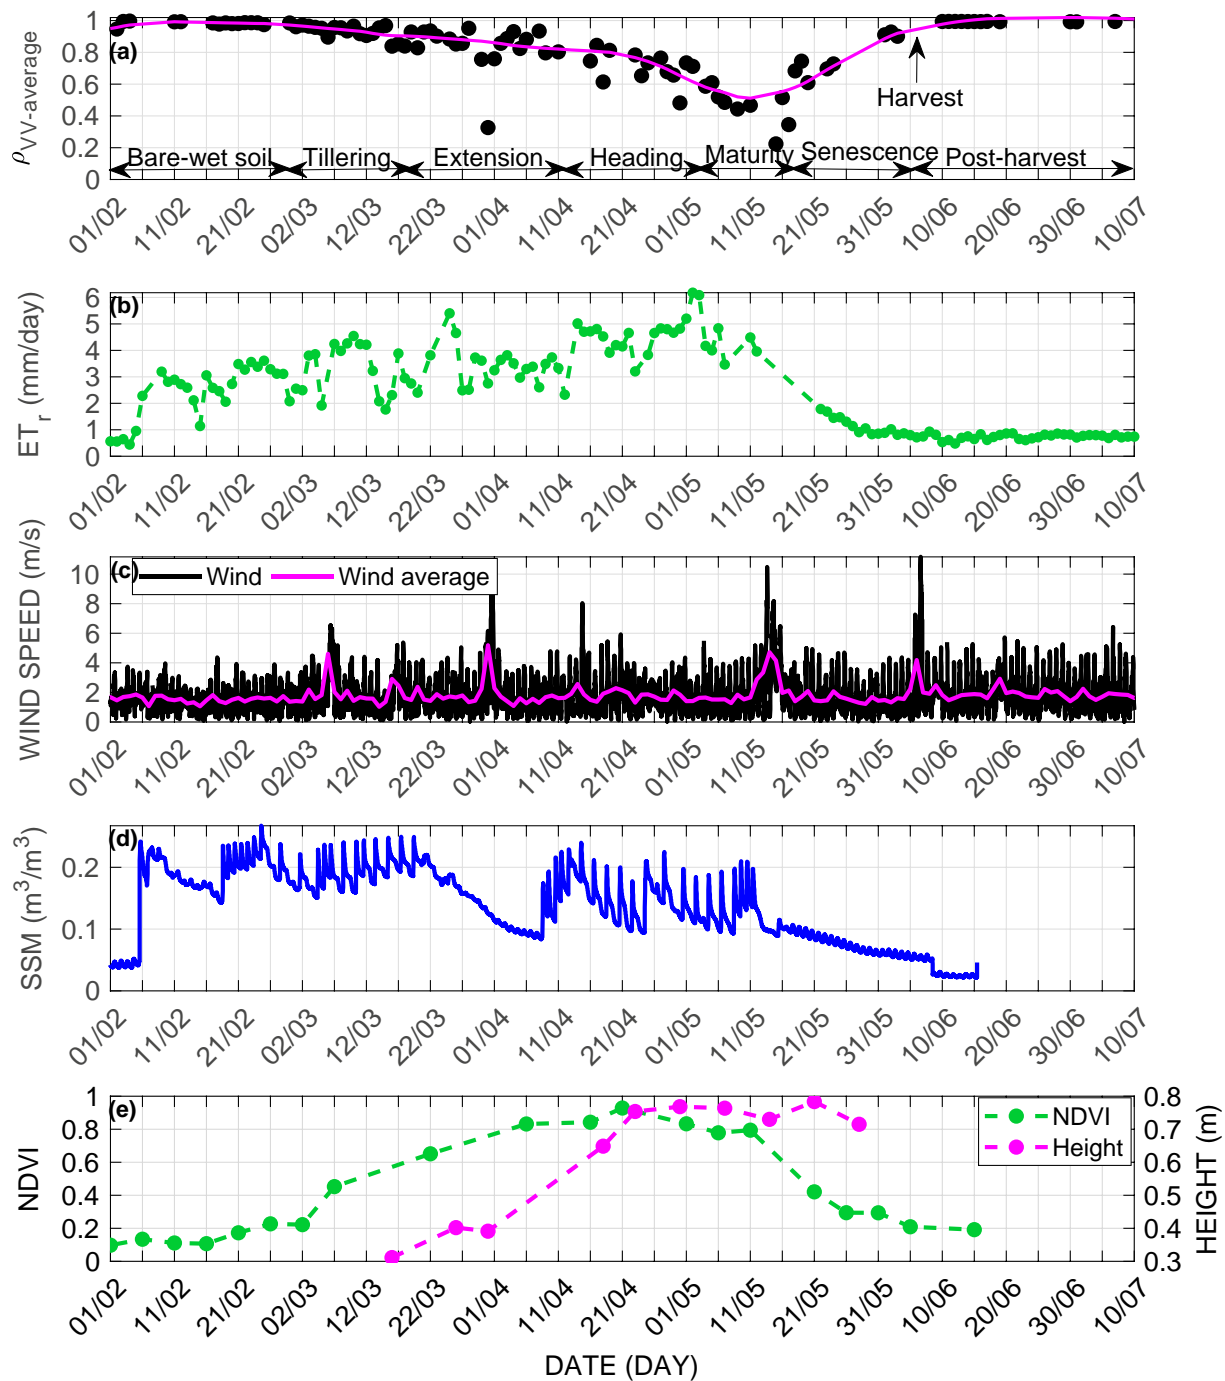 1
0.8
0.6
0.4
0.2
0
ρVV-average
(a)
Harvest
Bare-wet soil
Tillering
Extension
Heading
Maturity
Senescence
Post-harvest
01/02 11/02 21/02 02/03 12/03 22/03 01/04 11/04 21/04 01/05 11/05 21/05 31/05 10/06 20/06 30/06 10/07
6
5
4
3
2
1
0
ETr (mm/day)
(b)
01/02 11/02 21/02 02/03 12/03 22/03 01/04 11/04 21/04 01/05 11/05 21/05 31/05 10/06 20/06 30/06 10/07
10
8
6
4
2
0
WIND SPEED (m/s)
(c)
Wind
Wind average
01/02 11/02 21/02 02/03 12/03 22/03 01/04 11/04 21/04 01/05 11/05 21/05 31/05 10/06 20/06 30/06 10/07
0.2
0.1
0
SSM (m³/m³)
(d)
01/02 11/02 21/02 02/03 12/03 22/03 01/04 11/04 21/04 01/05 11/05 21/05 31/05 10/06 20/06 30/06 10/07
1
0.8
0.6
0.4
0.2
0
NDVI
(e)
NDVI
Height
0.8
0.7
0.6
0.5
0.4
0.3
HEIGHT (m)
01/02 11/02 21/02 02/03 12/03 22/03 01/04 11/04 21/04 01/05 11/05 21/05 31/05 10/06 20/06 30/06 10/07
DATE (DAY)